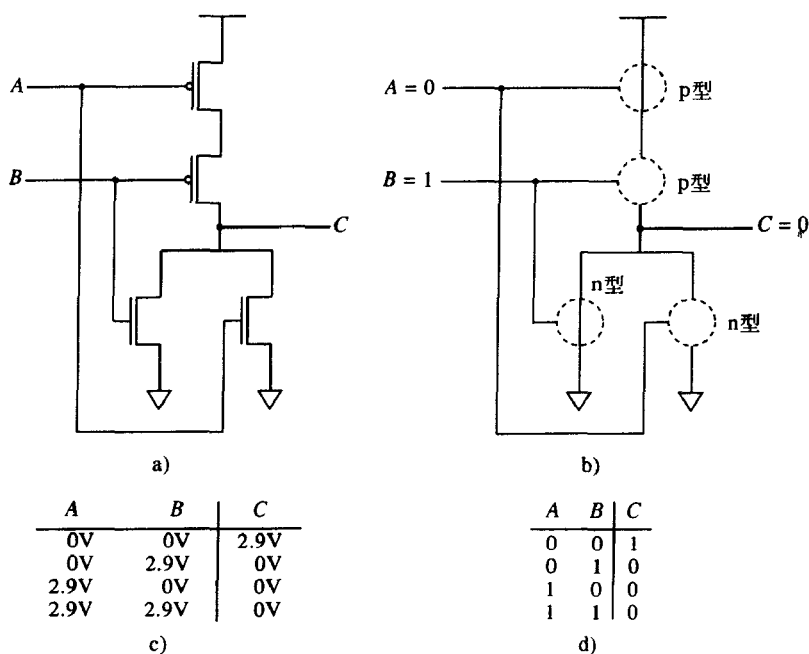 A
B
C
a)
A = 0
B = 1
p型
p型
C = 0
n型
n型
b)
A B C
0V 0V 2.9V
0V 2.9V 0V
2.9V 0V 0V
2.9V 2.9V 0V
c)
A B C
0 0 1
0 1 0
1 0 0
1 1 0
d)